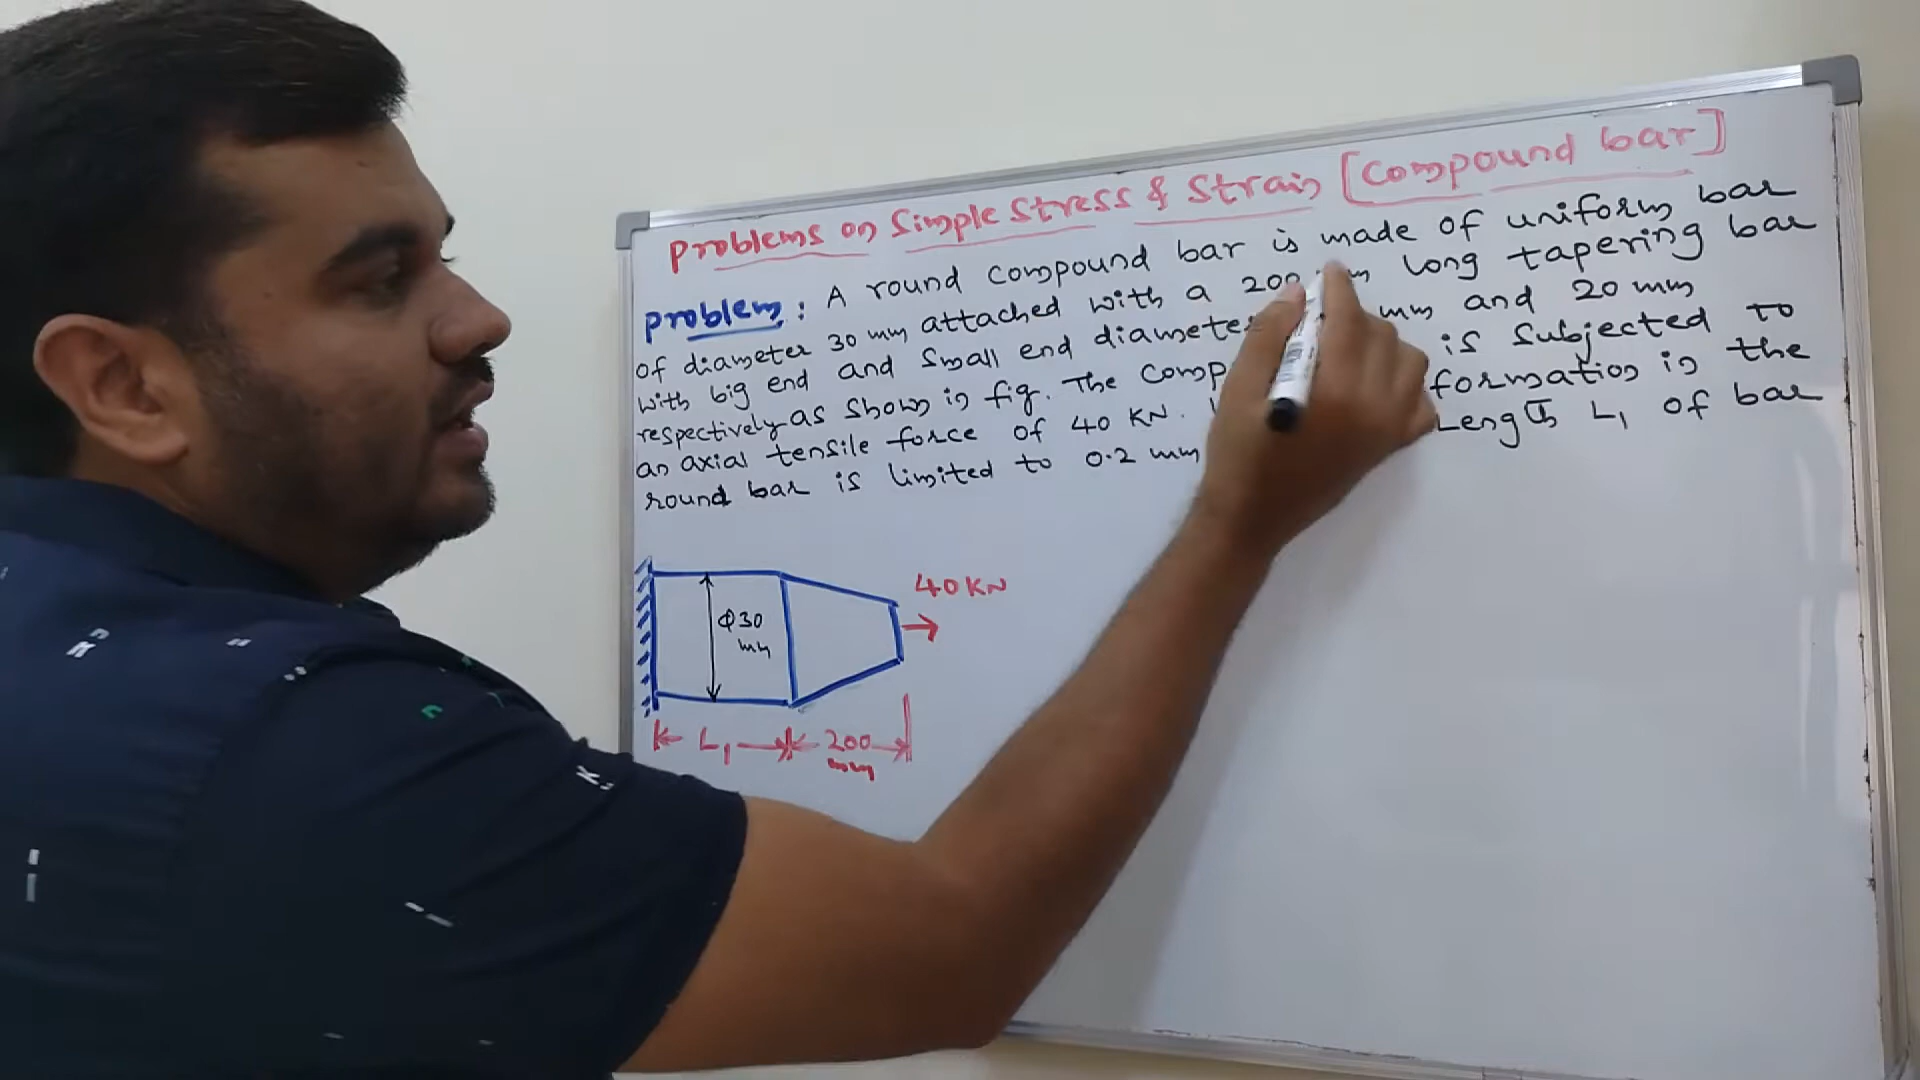 Problems on Simple Stress & Strain [Compound bar]
Problem: A round compound bar is made of uniform bar
of diameter 30 mm attached with a 200 long tapering bar
with big end and small end diameter mm and 20 mm
respectively as shown in fig. The is subjected to
an axial tensile force of 40 KN. in the
round bar is limited to 0.2 mm Length L1 of bar
40 KN
Φ30
mm
L1
200
mm